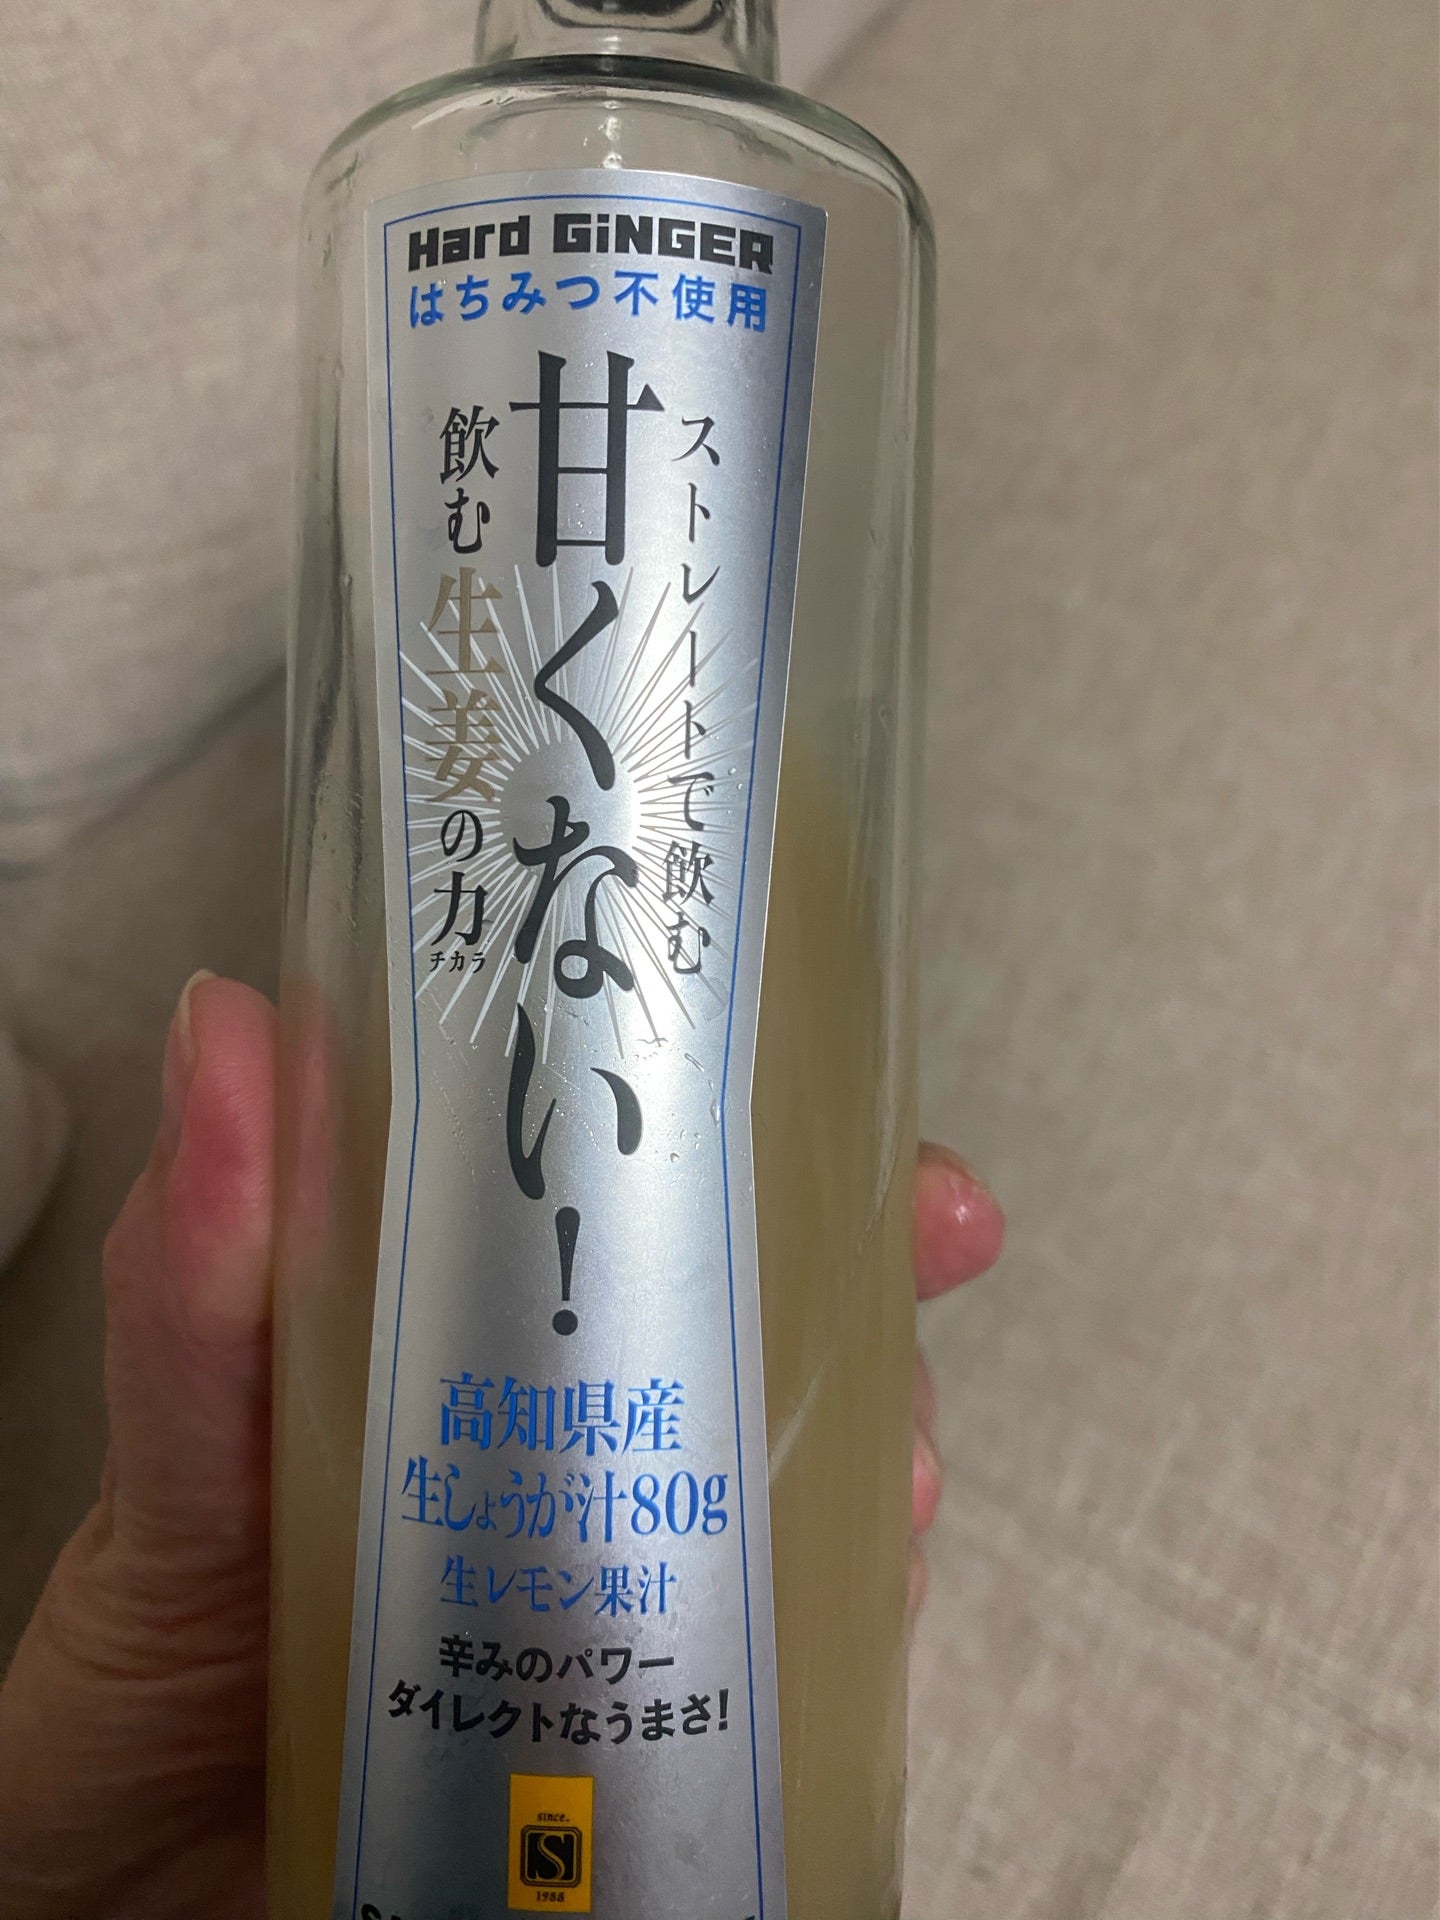 Hard GiNGER
はちみつ不使用
ストレートで飲む
甘くない!
飲む生姜の力
チカラ
高知県産
生しょうが汁80g
生レモン果汁
辛みのパワー
ダイレクトなうまさ!
since.
S
1988